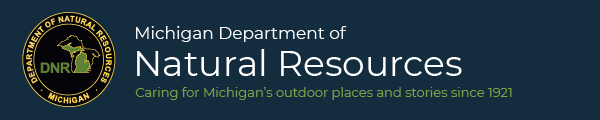 DEPARTMENT OF NATURAL RESOURCES
DNR
MICHIGAN
Michigan Department of
Natural Resources
Caring for Michigan's outdoor places and stories since 1921